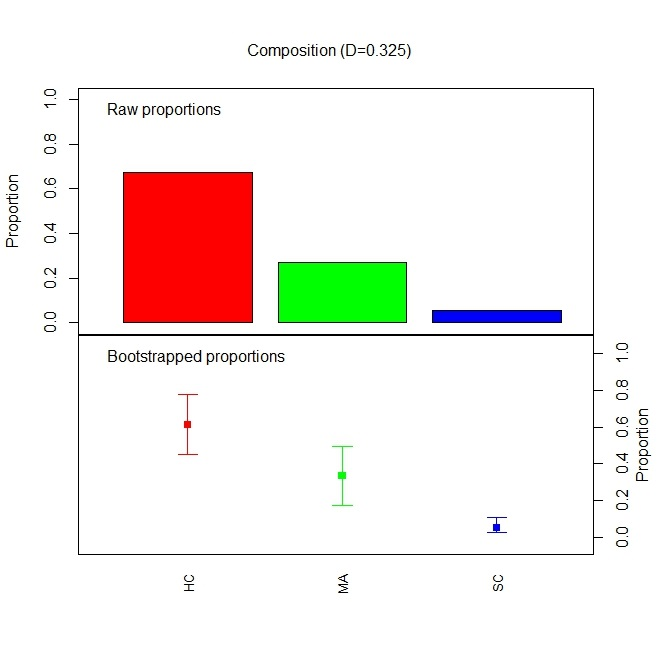 Composition (D=0.325)
Raw proportions
Proportion
1.0
0.8
0.6
0.4
0.2
0.0
Bootstrapped proportions
Proportion
1.0
0.8
0.6
0.4
0.2
0.0
HC
MA
SC